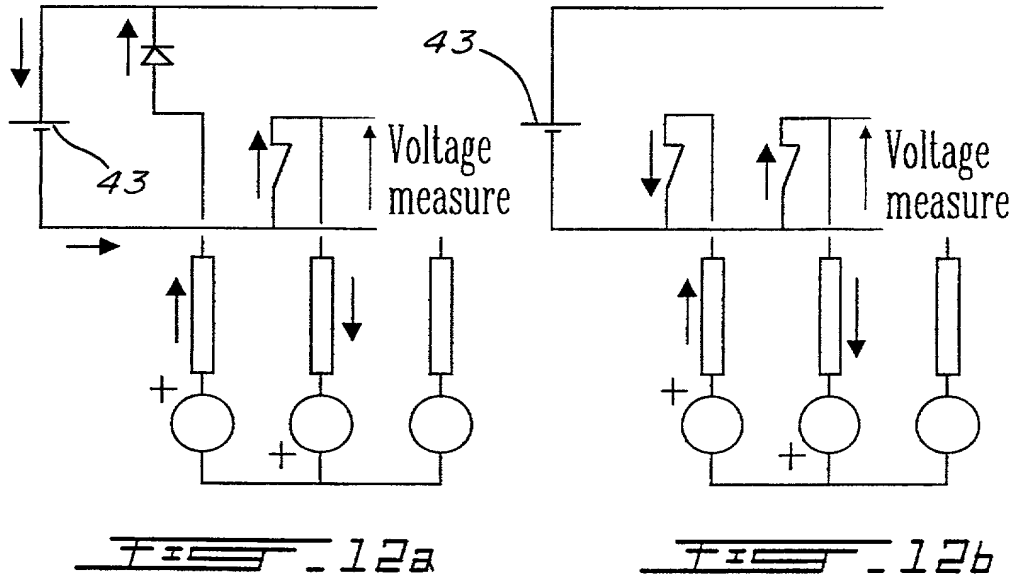 43
Voltage
measure
+
+
Fig-12a
43
Voltage
measure
+
+
Fig-12b